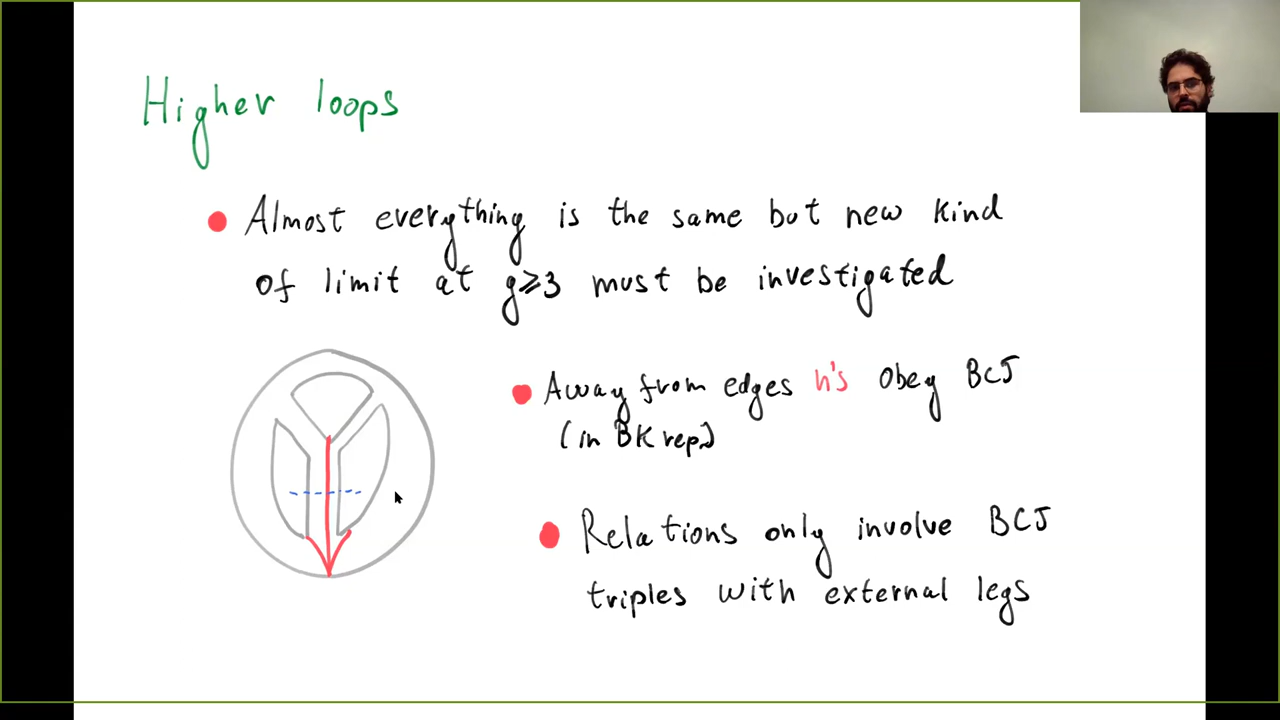 Higher loops
Almost everything is the same but new kind
of limit at g⩾3 must be investigated
Away from edges n's obey BCJ
(in BK rep.)
Relations only involve BCJ
triples with external legs